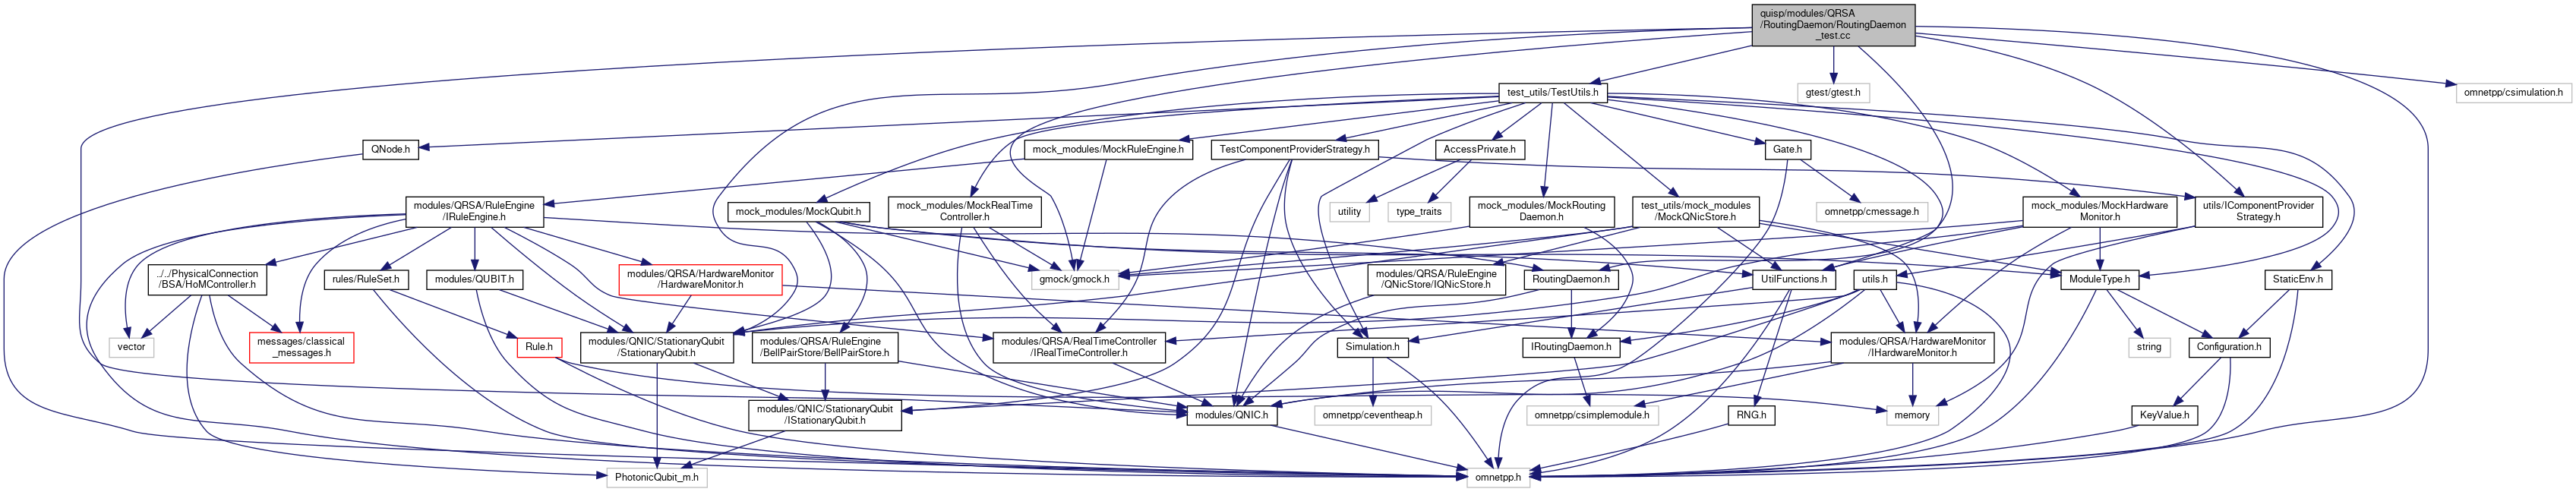 quisp/modules/QRSA
/RoutingDaemon/RoutingDaemon
_test.cc
test_utils/TestUtils.h
gtest/gtest.h
omnetpp/csimulation.h
QNode.h
mock_modules/MockRuleEngine.h
TestComponentProviderStrategy.h
AccessPrivate.h
Gate.h
modules/QRSA/RuleEngine
/IRuleEngine.h
mock_modules/MockQubit.h
mock_modules/MockRealTime
Controller.h
utility
type_traits
mock_modules/MockRouting
Daemon.h
test_utils/mock_modules
/MockQNicStore.h
omnetpp/cmessage.h
mock_modules/MockHardware
Monitor.h
utils/IComponentProvider
Strategy.h
../../PhysicalConnection
/BSA/HoMController.h
rules/RuleSet.h
modules/QUBIT.h
modules/QRSA/HardwareMonitor
/HardwareMonitor.h
gmock/gmock.h
modules/QRSA/RuleEngine
/QNicStore/IQNicStore.h
RoutingDaemon.h
UtilFunctions.h
utils.h
ModuleType.h
StaticEnv.h
vector
messages/classical
_messages.h
Rule.h
modules/QNIC/StationaryQubit
/StationaryQubit.h
modules/QRSA/RuleEngine
/BellPairStore/BellPairStore.h
modules/QRSA/RealTimeController
/IRealTimeController.h
Simulation.h
IRoutingDaemon.h
modules/QRSA/HardwareMonitor
/IHardwareMonitor.h
string
Configuration.h
modules/QNIC/StationaryQubit
/IStationaryQubit.h
modules/QNIC.h
omnetpp/ceventheap.h
omnetpp/csimplemodule.h
RNG.h
memory
KeyValue.h
PhotonicQubit_m.h
omnetpp.h